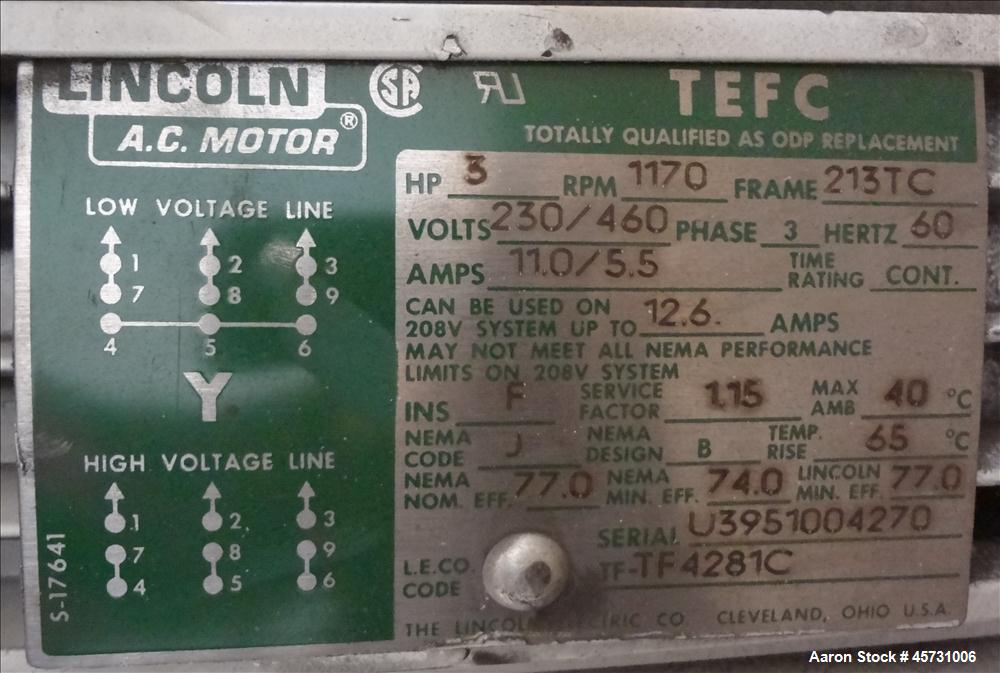 LINCOLN
A.C. MOTOR®
SA
RU
TEFC
TOTALLY QUALIFIED AS ODP REPLACEMENT
LOW VOLTAGE LINE
1 2 3
7 8 9
4 5 6
Y
HIGH VOLTAGE LINE
1 2 3
7 8 9
4 5 6
S-17641
HP 3 RPM 1170 FRAME 213TC
VOLTS 230/460 PHASE 3 HERTZ 60
AMPS 11.0/5.5 TIME RATING CONT.
CAN BE USED ON
208V SYSTEM UP TO 12.6. AMPS
MAY NOT MEET ALL NEMA PERFORMANCE
LIMITS ON 208V SYSTEM
INS F SERVICE FACTOR 1.15 MAX AMB 40 °C
NEMA CODE J NEMA DESIGN B TEMP. RISE 65 °C
NEMA NOM. EFF. 77.0 NEMA MIN. EFF. 74.0 LINCOLN MIN. EFF. 77.0
SERIAL U3951004270
L.E.CO. CODE TF-TF4281C
THE LINCOLN ELECTRIC CO. CLEVELAND, OHIO U.S.A.
Aaron Stock # 45731006